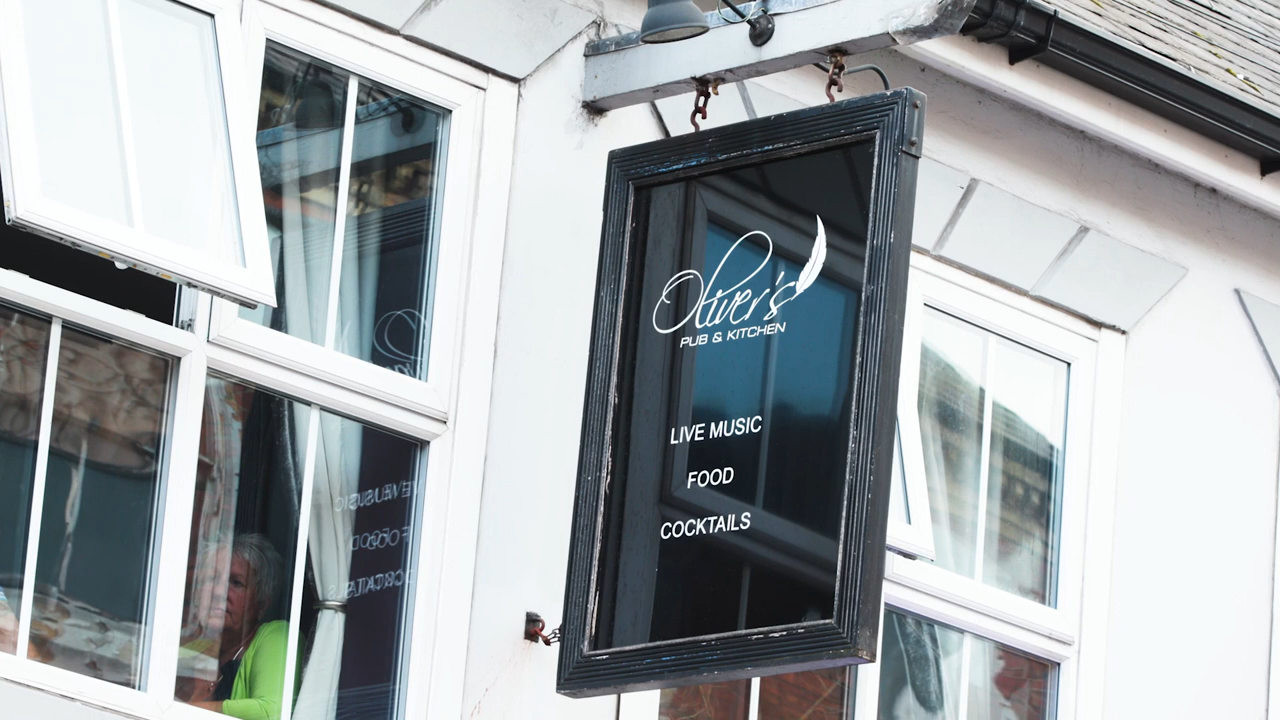 Oliver's
PUB & KITCHEN
LIVE MUSIC
FOOD
COCKTAILS